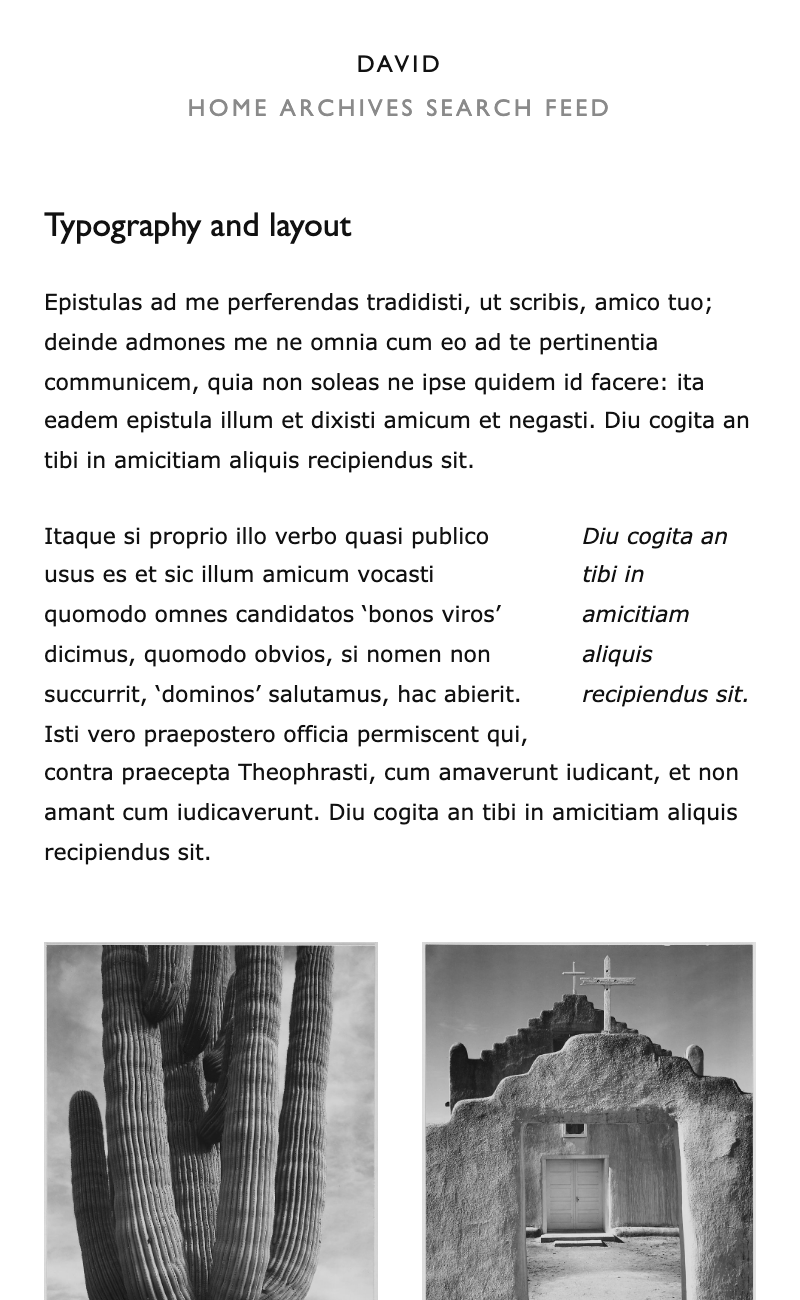 DAVID
HOME ARCHIVES SEARCH FEED
Typography and layout
Epistulas ad me perferendas tradidisti, ut scribis, amico tuo;
deinde admones me ne omnia cum eo ad te pertinentia
communicem, quia non soleas ne ipse quidem id facere: ita
eadem epistula illum et dixisti amicum et negasti. Diu cogita an
tibi in amicitiam aliquis recipiendus sit.
Itaque si proprio illo verbo quasi publico
usus es et sic illum amicum vocasti
quomodo omnes candidatos ‘bonos viros’
dicimus, quomodo obvios, si nomen non
succurrit, ‘dominos’ salutamus, hac abierit.
Isti vero praepostero officia permiscent qui,
contra praecepta Theophrasti, cum amaverunt iudicant, et non
amant cum iudicaverunt. Diu cogita an tibi in amicitiam aliquis
recipiendus sit.
Diu cogita an
tibi in
amicitiam
aliquis
recipiendus sit.